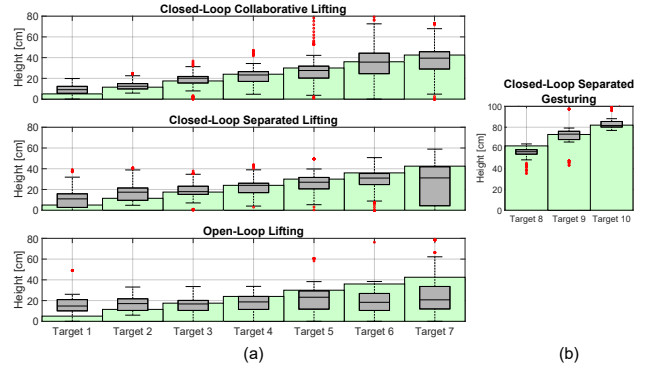 Closed-Loop Collaborative Lifting
Height [cm]
80
60
40
20
0
Closed-Loop Separated Lifting
Height [cm]
80
60
40
20
0
Open-Loop Lifting
Height [cm]
80
60
40
20
0
Target 1 Target 2 Target 3 Target 4 Target 5 Target 6 Target 7
(a)
Closed-Loop Separated
Gesturing
Height [cm]
100
80
60
40
20
0
Target 8 Target 9 Target 10
(b)